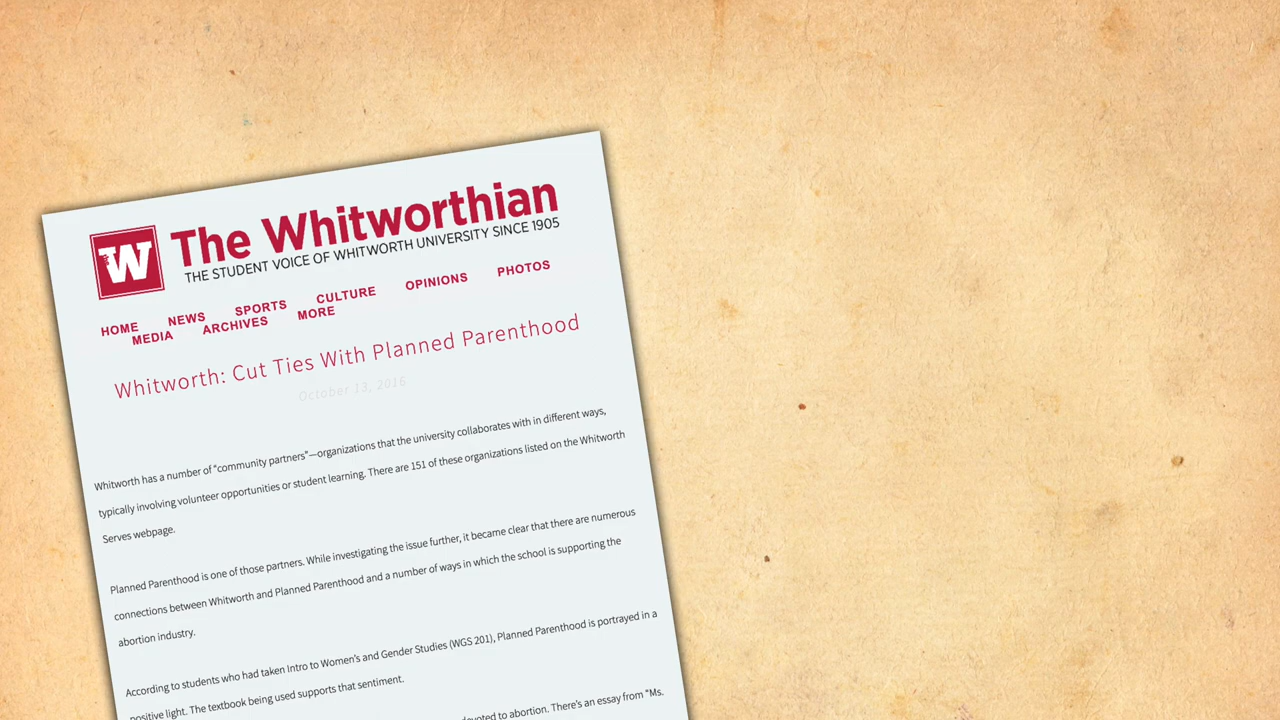 W
The Whitworthian
THE STUDENT VOICE OF WHITWORTH UNIVERSITY SINCE 1905
HOME NEWS SPORTS CULTURE OPINIONS PHOTOS
MEDIA ARCHIVES MORE
Whitworth: Cut Ties With Planned Parenthood
October 13, 2016
Whitworth has a number of "community partners"—organizations that the university collaborates with in different ways,
typically involving volunteer opportunities or student learning. There are 151 of these organizations listed on the Whitworth
Serves webpage.
Planned Parenthood is one of those partners. While investigating the issue further, it became clear that there are numerous
connections between Whitworth and Planned Parenthood and a number of ways in which the school is supporting the
abortion industry.
According to students who had taken Intro to Women's and Gender Studies (WGS 201), Planned Parenthood is portrayed in a
positive light. The textbook being used supports that sentiment.
devoted to abortion. There's an essay from "Ms.